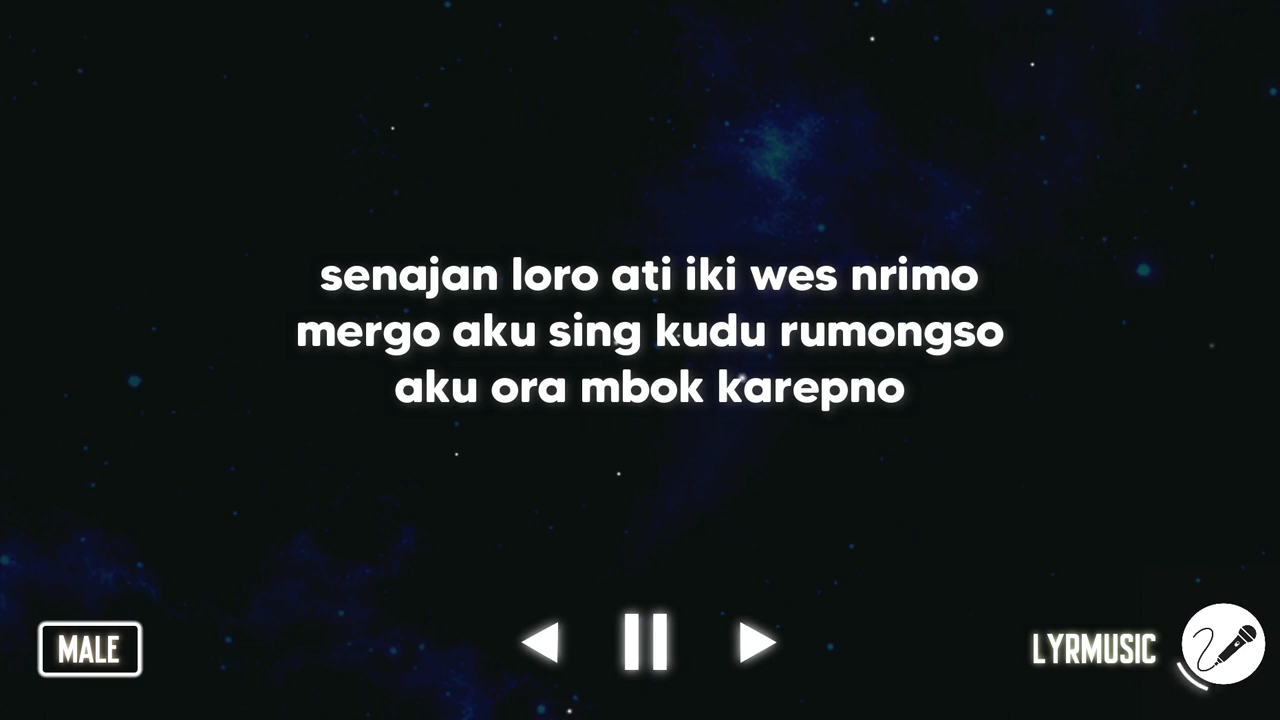 senajan loro ati iki wes nrimo
mergo aku sing kudu rumongso
aku ora mbok karepno
MALE
LYRMUSIC